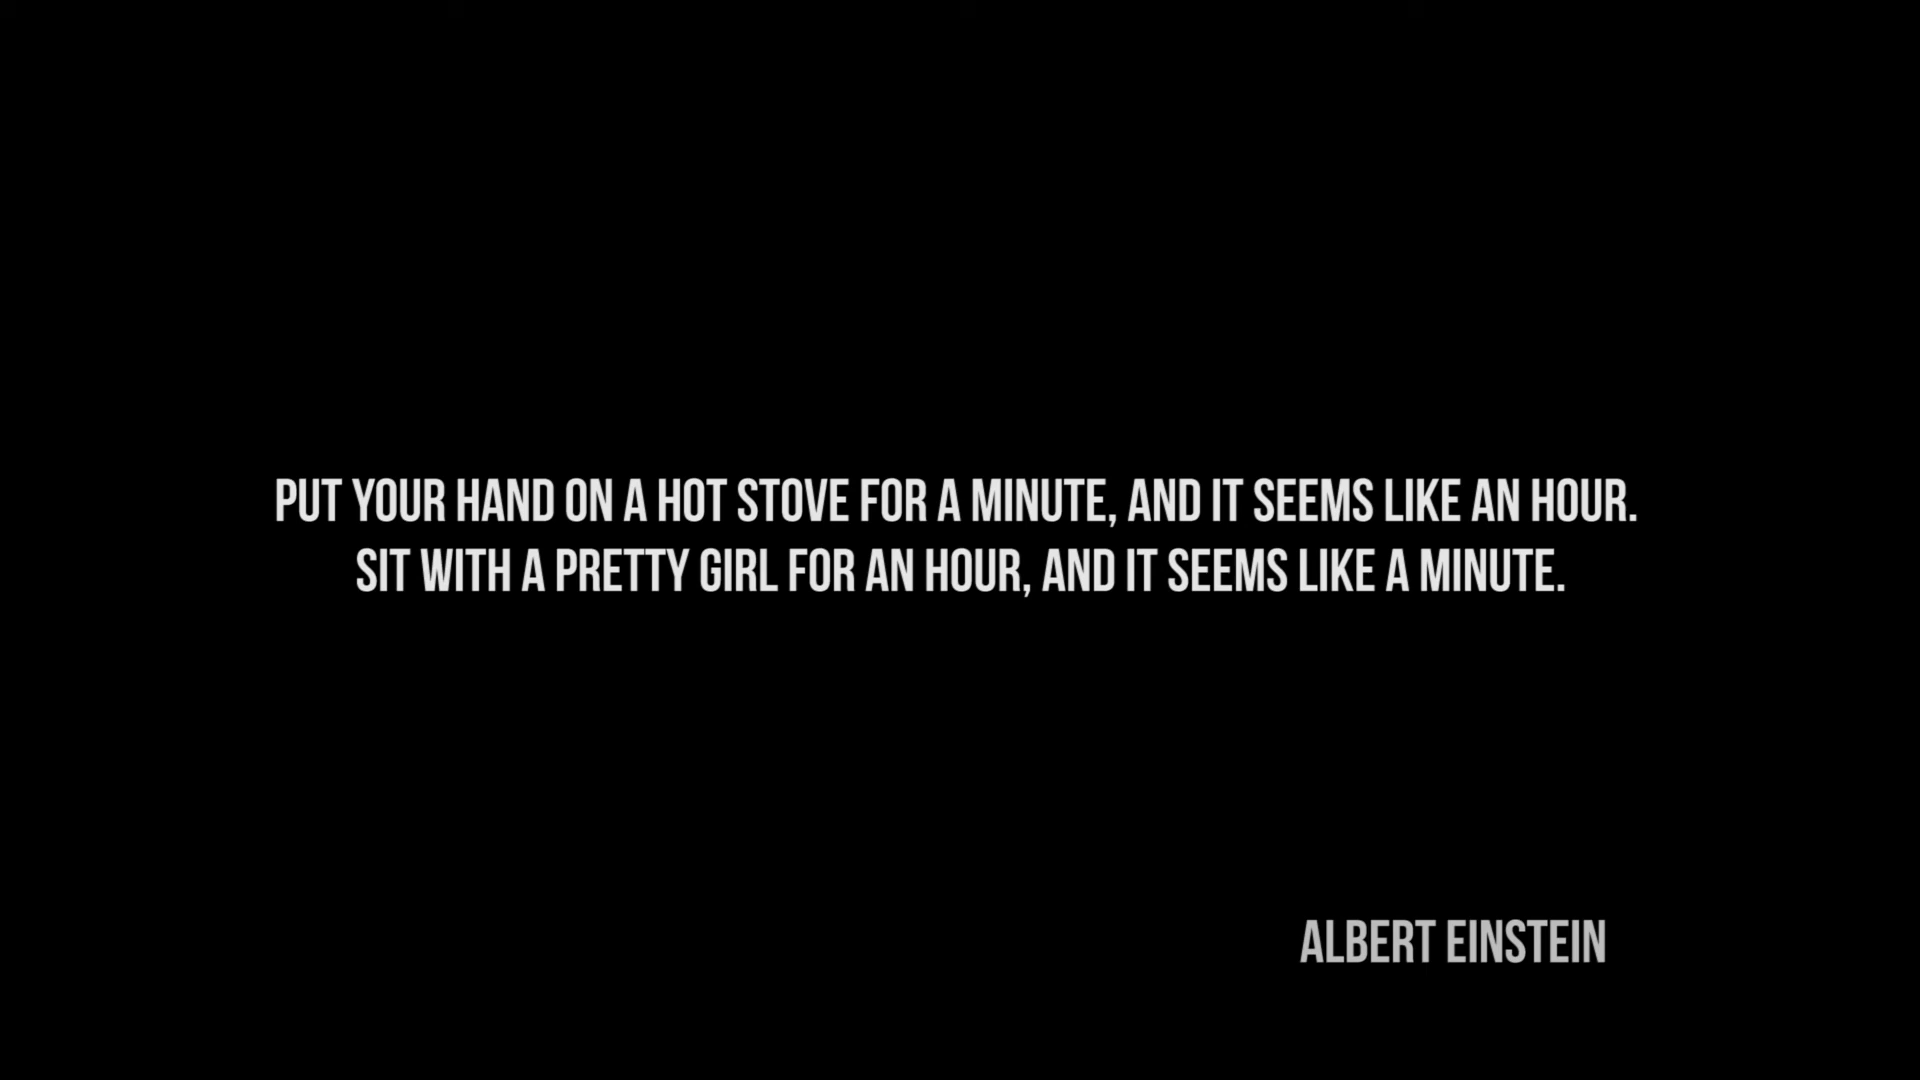 PUT YOUR HAND ON A HOT STOVE FOR A MINUTE, AND IT SEEMS LIKE AN HOUR.
SIT WITH A PRETTY GIRL FOR AN HOUR, AND IT SEEMS LIKE A MINUTE.
ALBERT EINSTEIN